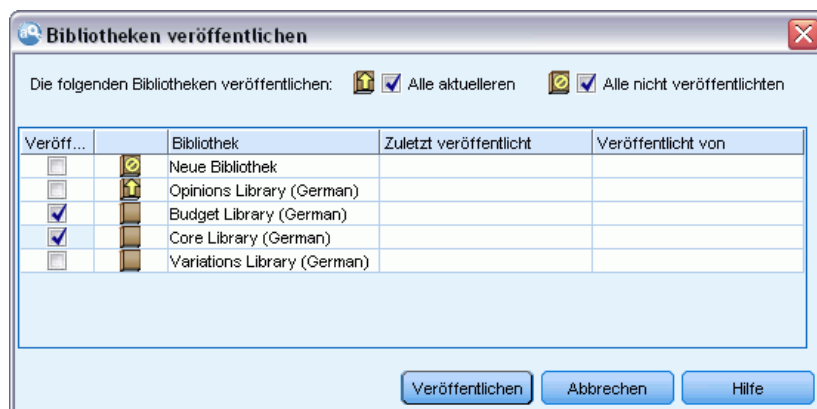 Bibliotheken veröffentlichen
Die folgenden Bibliotheken veröffentlichen: Alle aktuelleren Alle nicht veröffentlichten
Veröff... Bibliothek Zuletzt veröffentlicht Veröffentlicht von
Neue Bibliothek
Opinions Library (German)
Budget Library (German)
Core Library (German)
Variations Library (German)
Veröffentlichen Abbrechen Hilfe